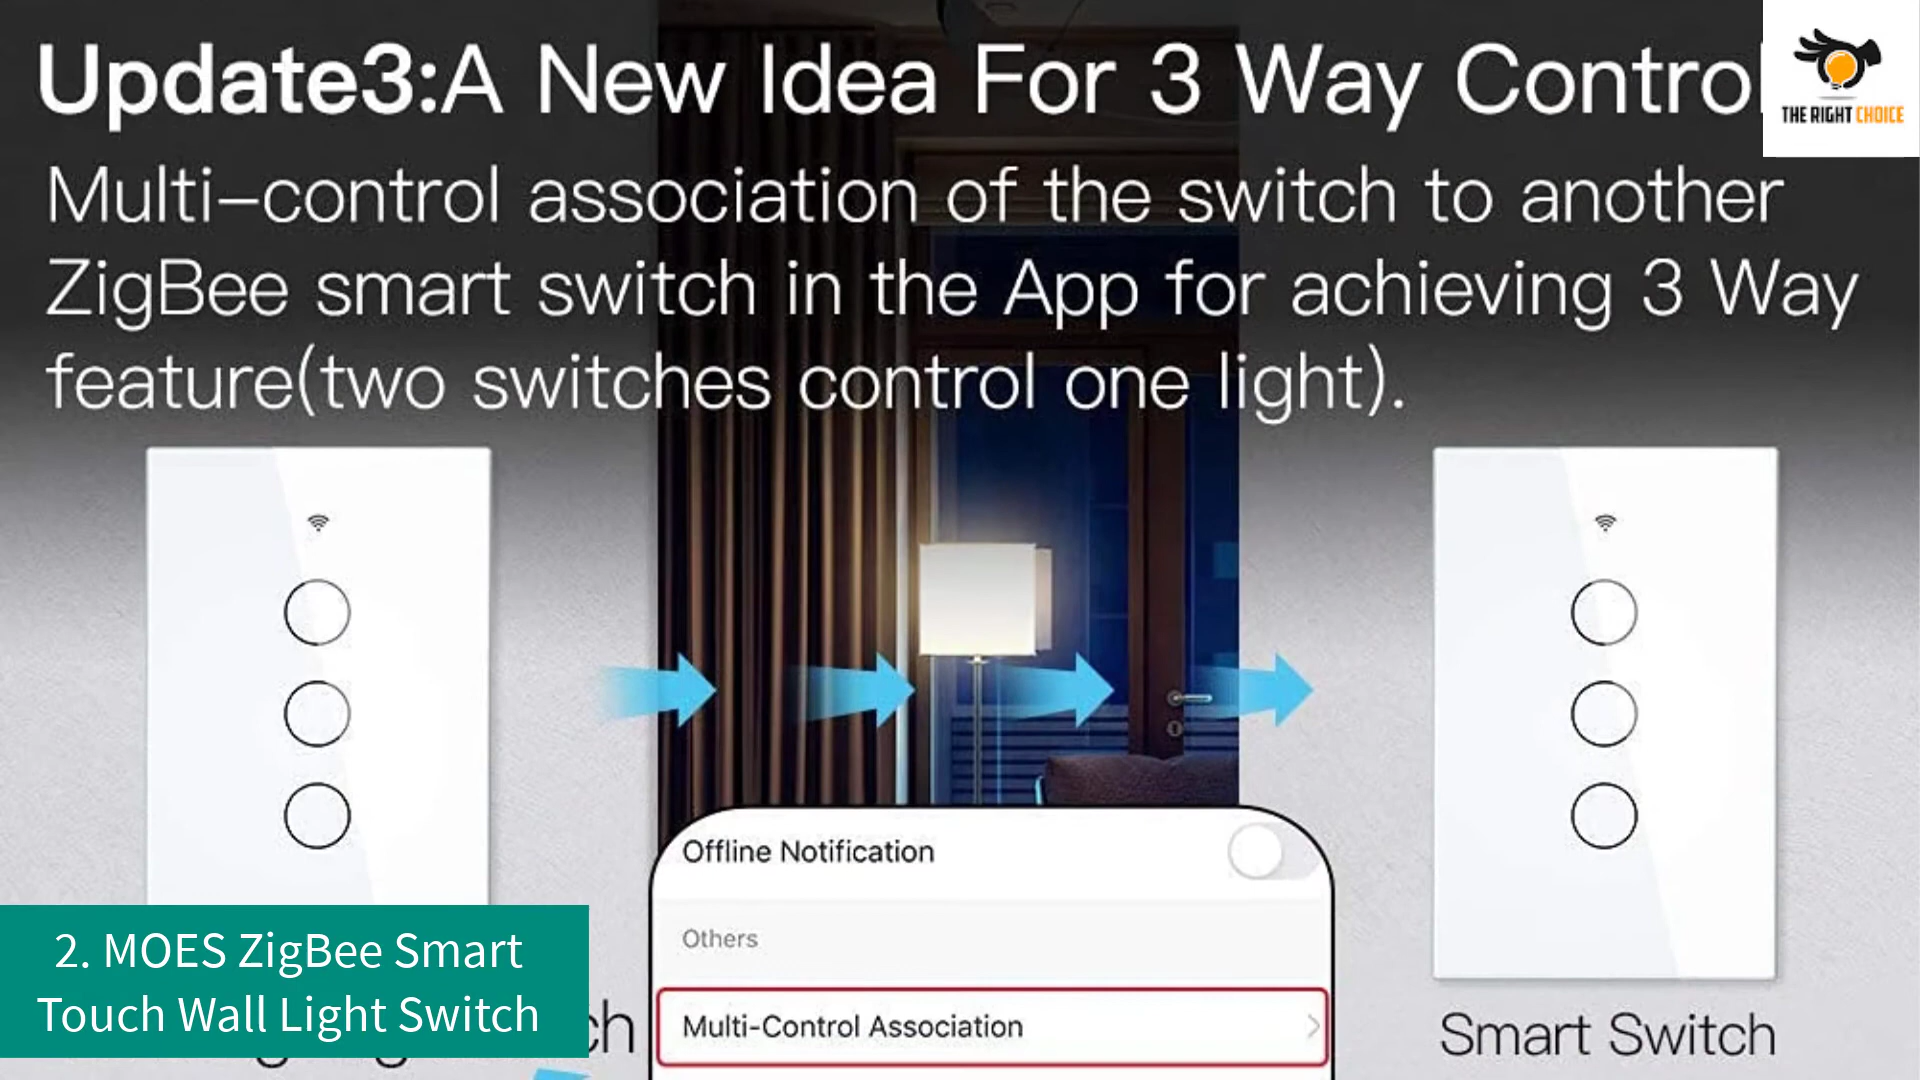 Update3:A New Idea For 3 Way Contro
THE RIGHT CHOICE
Multi-control association of the switch to another
ZigBee smart switch in the App for achieving 3 Way
feature(two switches control one light).
Offline Notification
Others
Multi-Control Association
2. MOES ZigBee Smart
Touch Wall Light Switch
Smart Switch